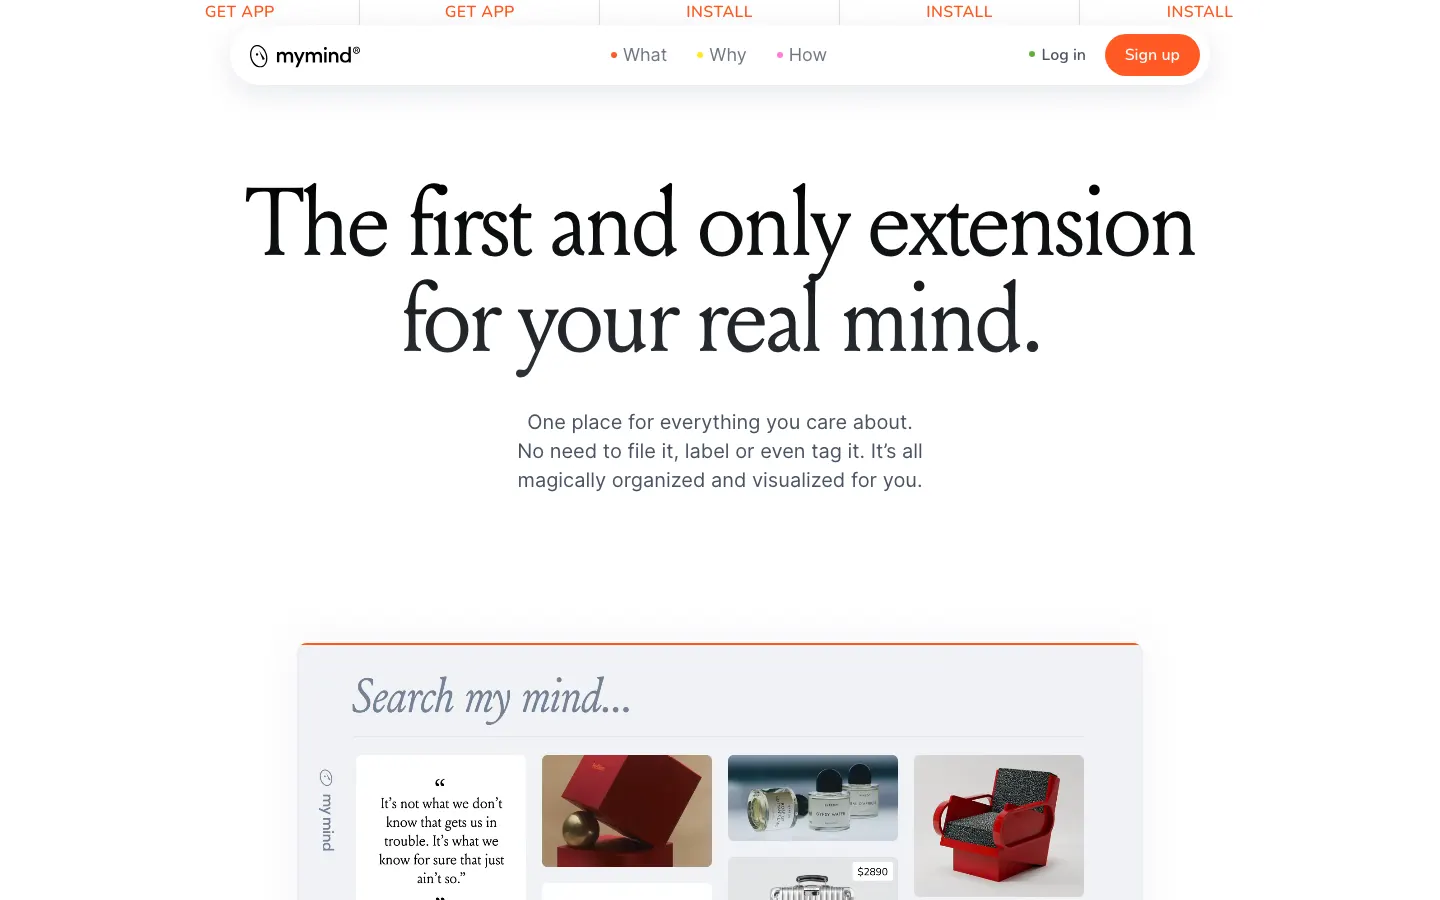 GET APP
GET APP
INSTALL
INSTALL
INSTALL
mymind®
What
Why
How
Log in
Sign up
The first and only extension
for your real mind.
One place for everything you care about.
No need to file it, label or even tag it. It’s all
magically organized and visualized for you.
Search my mind...
my mind
“
It’s not what we don’t
know that gets us in
trouble. It’s what we
know for sure that just
ain’t so.”
”
GYPSY WATER
$2890